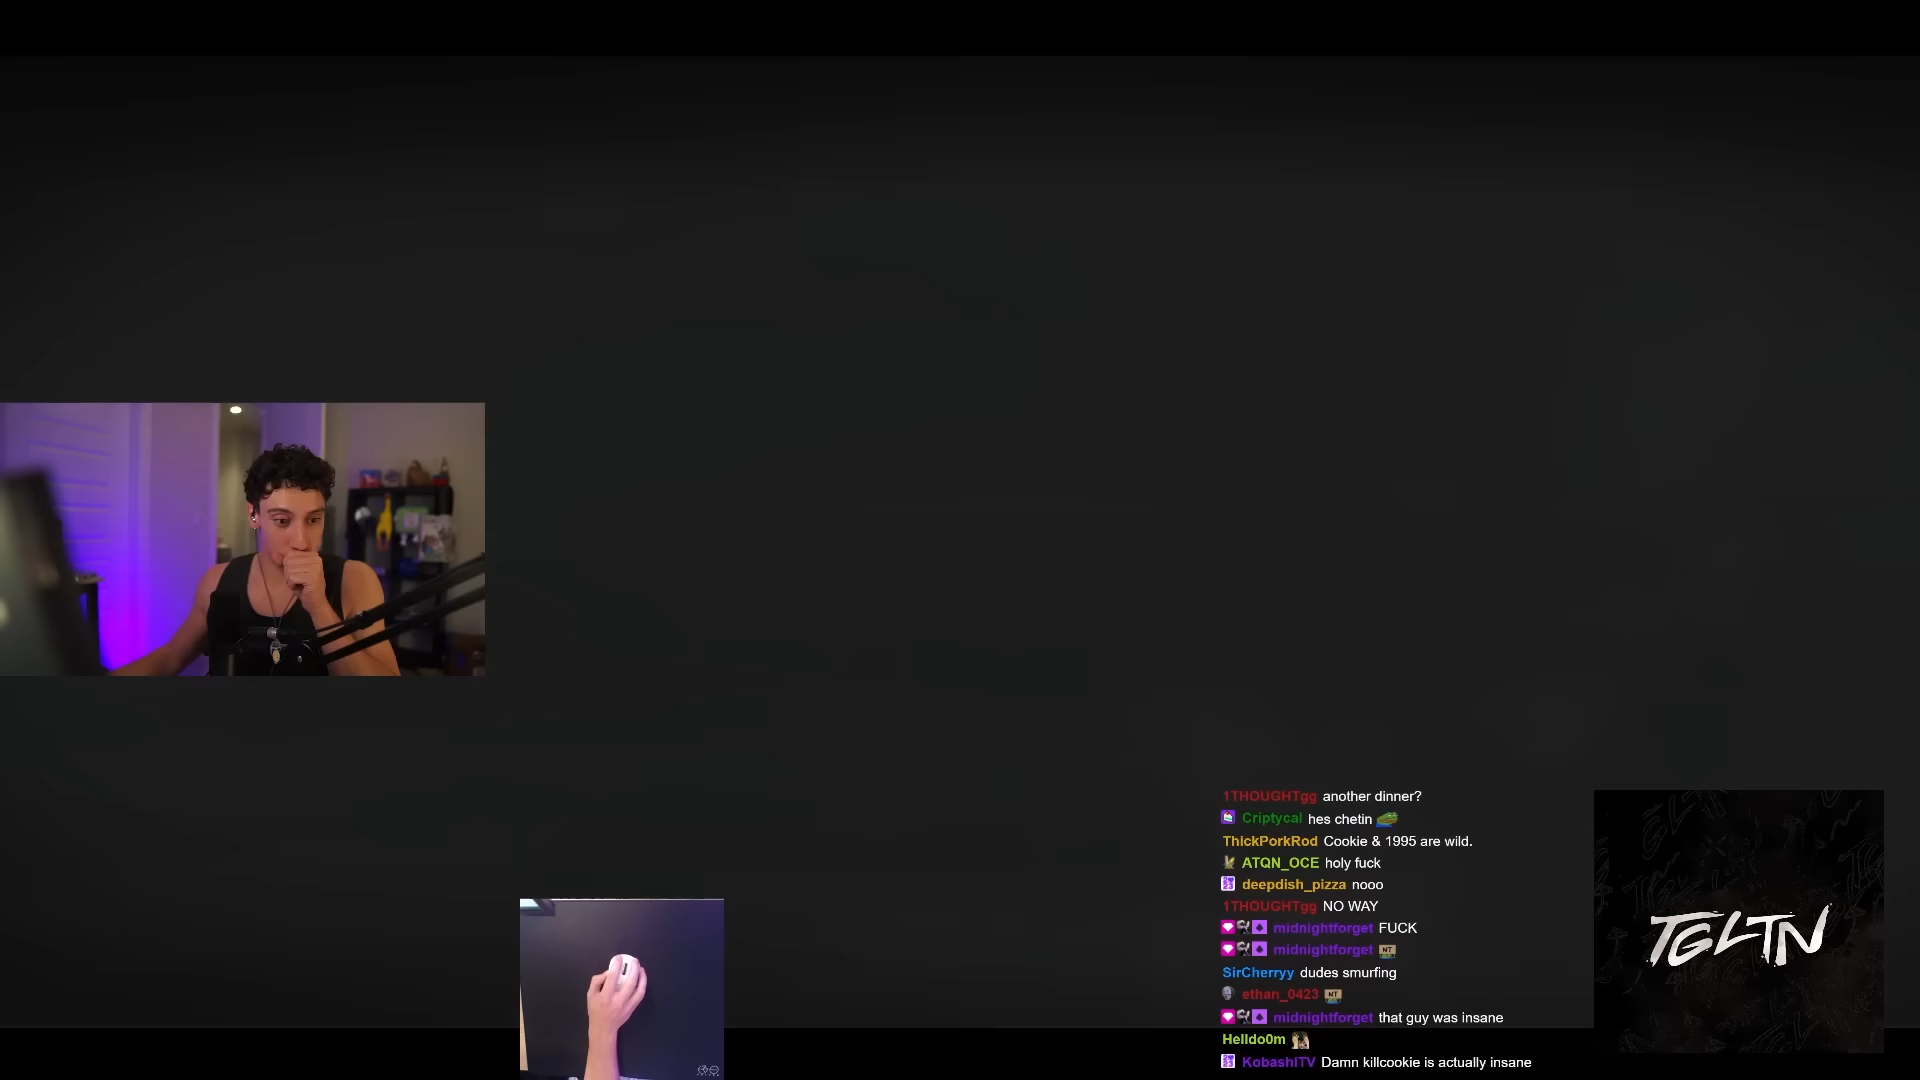 1THOUGHTgg another dinner?
Criptycal hes chetin
ThickPorkRod Cookie & 1995 are wild.
ATQN_OCE holy fuck
deepdish_pizza nooo
1THOUGHTgg NO WAY
midnightforget FUCK
midnightforget NT
SirCherryy dudes smurfing
ethan_0423 NT
midnightforget that guy was insane
Helldo0m
KobashITV Damn killcookie is actually insane
TGLTN